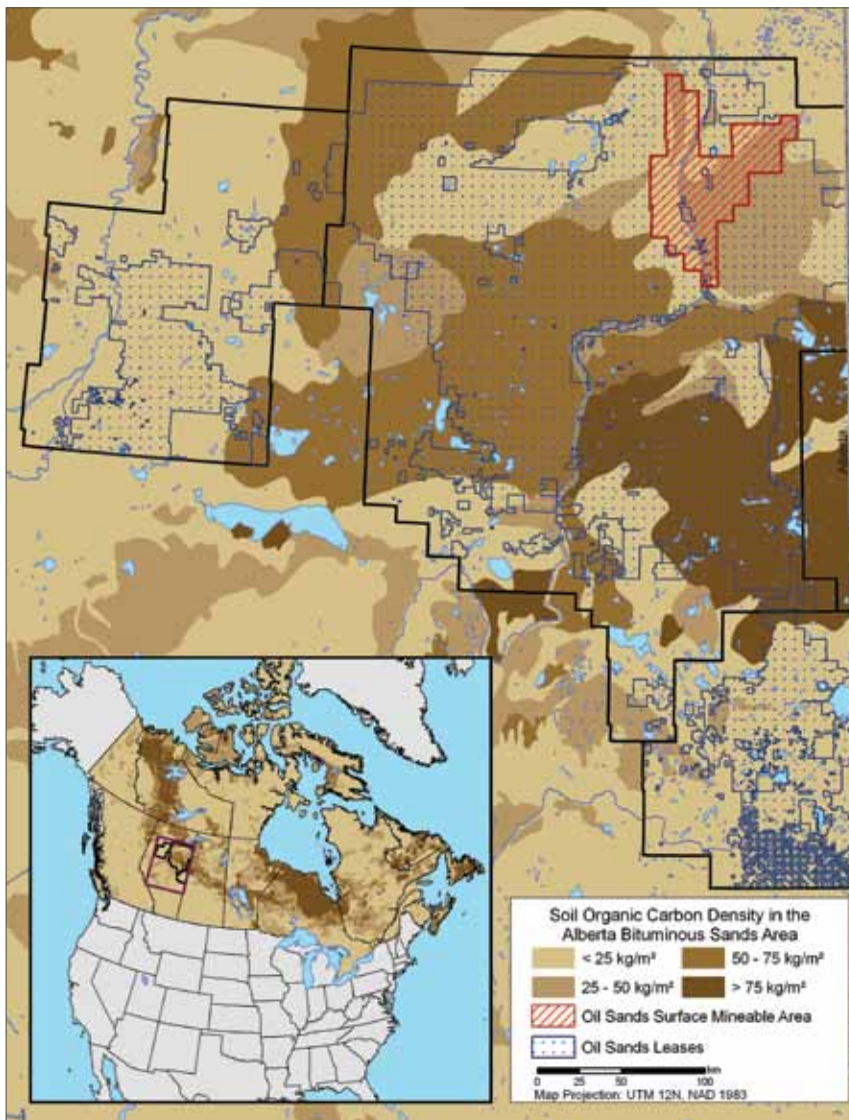 Alberta
Soil Organic Carbon Density in the
Alberta Bituminous Sands Area
< 25 kg/m² 50 - 75 kg/m²
25 - 50 kg/m² > 75 kg/m²
Oil Sands Surface Mineable Area
Oil Sands Leases
km
0 25 50 100
Map Projection: UTM 12N, NAD 1983